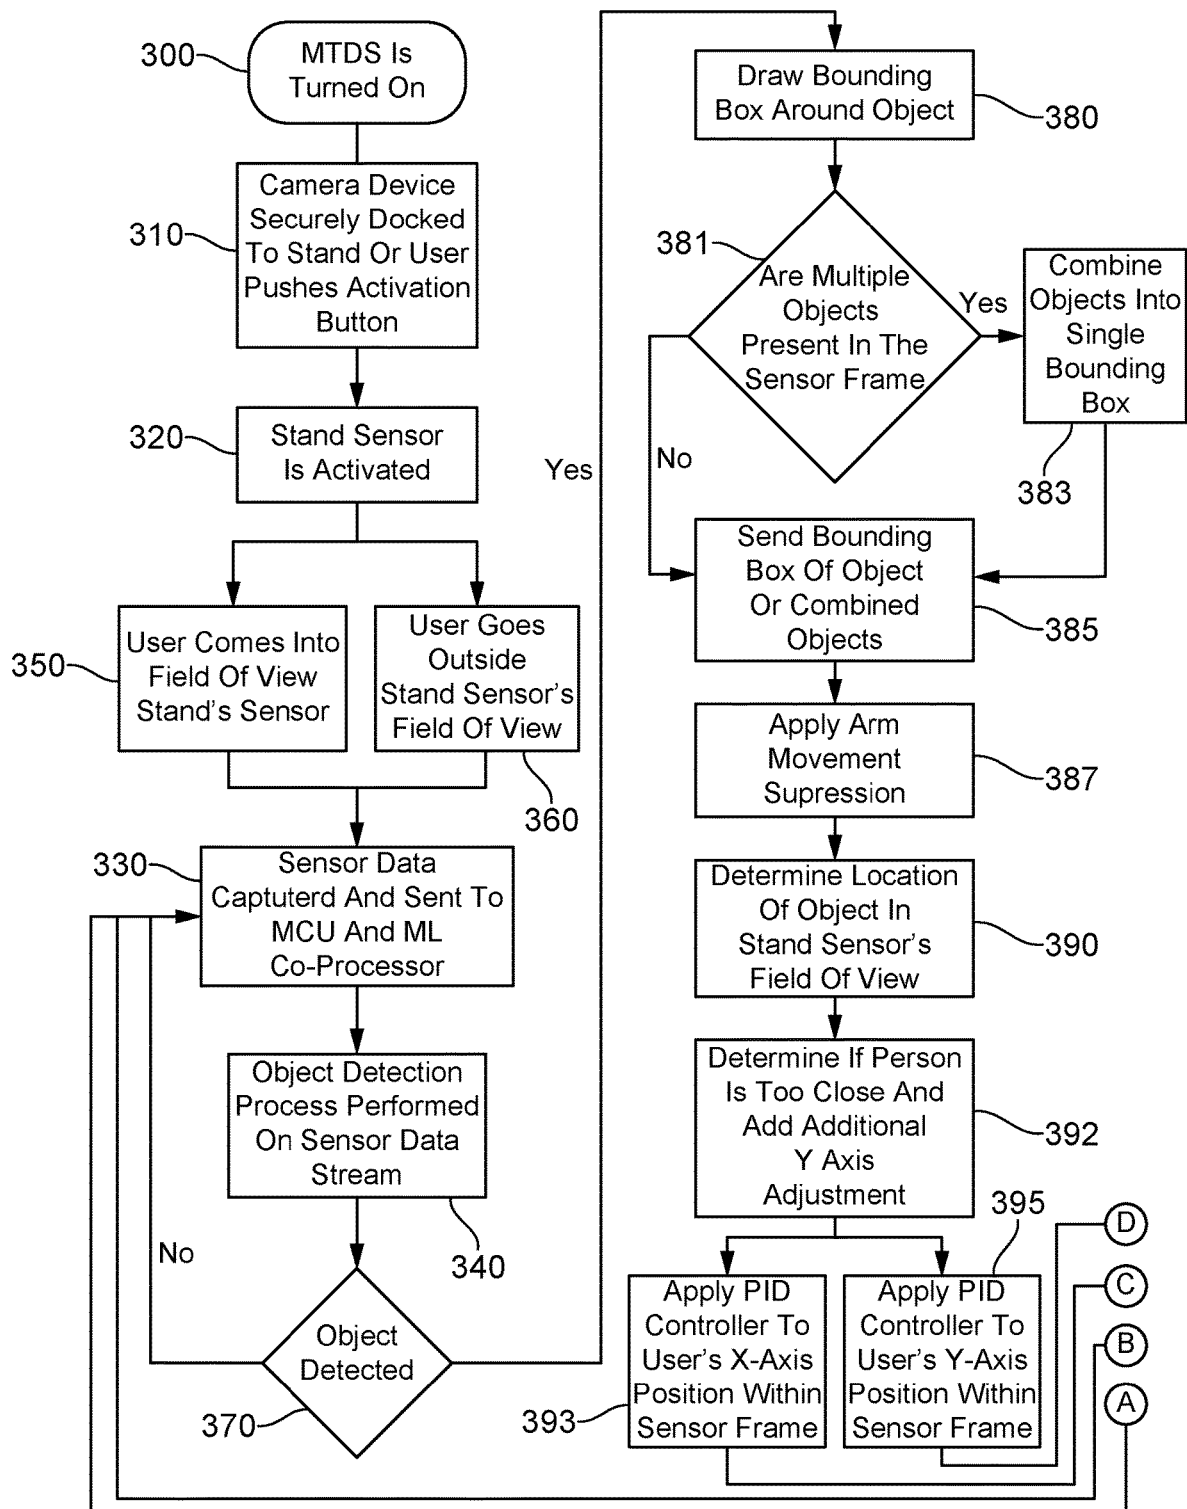 300
MTDS Is
Turned On
310
Camera Device
Securely Docked
To Stand Or User
Pushes Activation
Button
320
Stand Sensor
Is Activated
350
User Comes Into
Field Of View
Stand's Sensor
User Goes
Outside
Stand Sensor's
Field Of View
360
330
Sensor Data
Captuterd And Sent To
MCU And ML
Co-Processor
Object Detection
Process Performed
On Sensor Data
Stream
340
No
Object
Detected
370
Yes
Draw Bounding
Box Around Object
380
381
Are Multiple
Objects
Present In The
Sensor Frame
Yes
Combine
Objects Into
Single
Bounding
Box
383
No
Send Bounding
Box Of Object
Or Combined
Objects
385
Apply Arm
Movement
Supression
387
Determine Location
Of Object In
Stand Sensor's
Field Of View
390
Determine If Person
Is Too Close And
Add Additional
Y Axis
Adjustment
392
395
Apply PID
Controller To
User's X-Axis
Position Within
Sensor Frame
393
Apply PID
Controller To
User's Y-Axis
Position Within
Sensor Frame
D
C
B
A